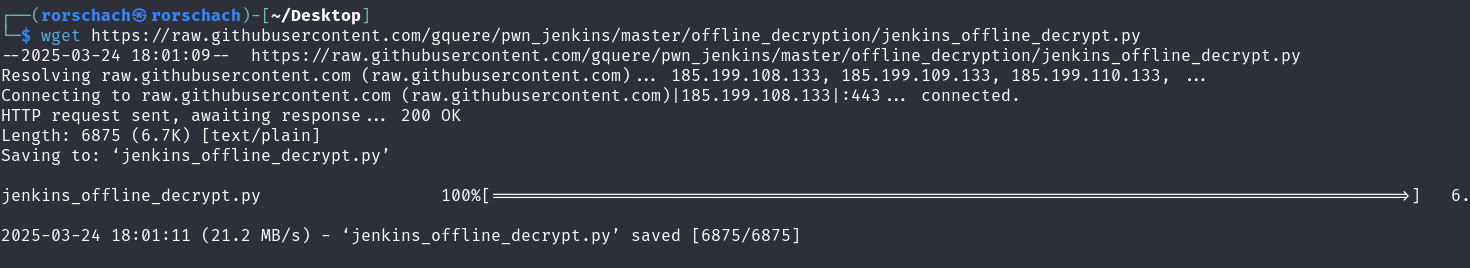 ┌──(rorschach㉿rorschach)-[~/Desktop]
└─$ wget https://raw.githubusercontent.com/gquere/pwn_jenkins/master/offline_decryption/jenkins_offline_decrypt.py
--2025-03-24 18:01:09--  https://raw.githubusercontent.com/gquere/pwn_jenkins/master/offline_decryption/jenkins_offline_decrypt.py
Resolving raw.githubusercontent.com (raw.githubusercontent.com)... 185.199.108.133, 185.199.109.133, 185.199.110.133, ...
Connecting to raw.githubusercontent.com (raw.githubusercontent.com)|185.199.108.133|:443... connected.
HTTP request sent, awaiting response... 200 OK
Length: 6875 (6.7K) [text/plain]
Saving to: ‘jenkins_offline_decrypt.py’
jenkins_offline_decrypt.py 100%[===================>] 6.
2025-03-24 18:01:11 (21.2 MB/s) - ‘jenkins_offline_decrypt.py’ saved [6875/6875]